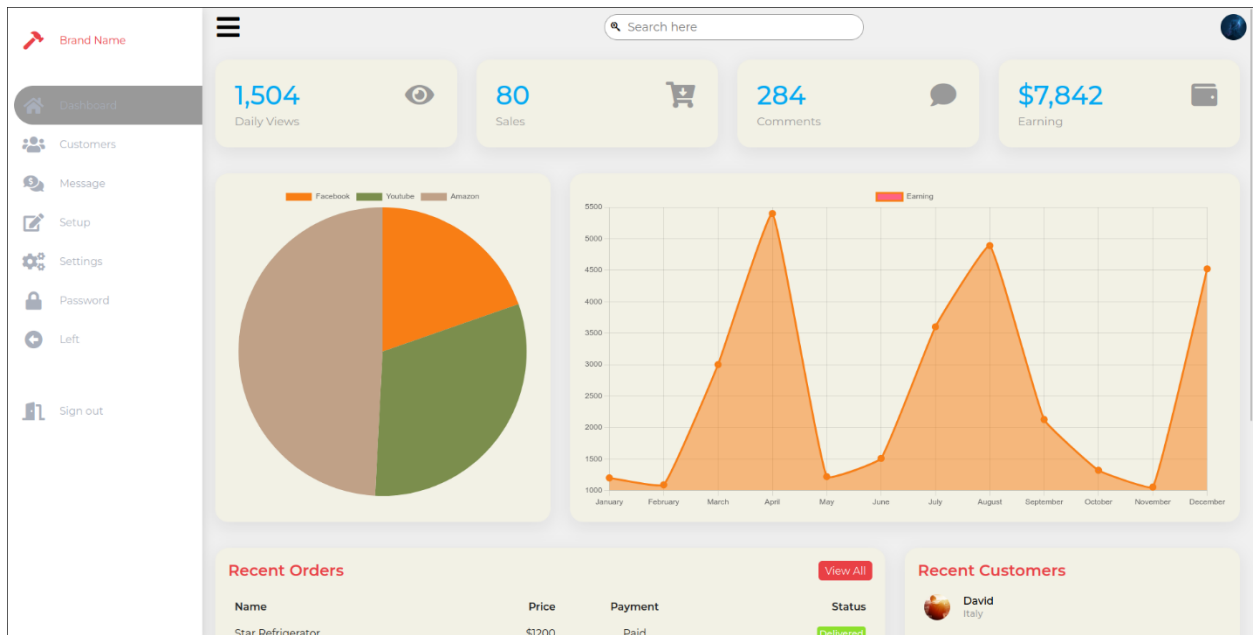 Brand Name
Search here
Dashboard
Customers
Message
Setup
Settings
Password
Left
Sign out
1,504
Daily Views
80
Sales
284
Comments
$7,842
Earning
Facebook Youtube Amazon
Earning
5500
5000
4500
4000
3500
3000
2500
2000
1500
1000
January February March April May June July August September October November December
Recent Orders
View All
Name Price Payment Status
Star Refrigerator $1200 Paid Delivered
Recent Customers
David
Italy